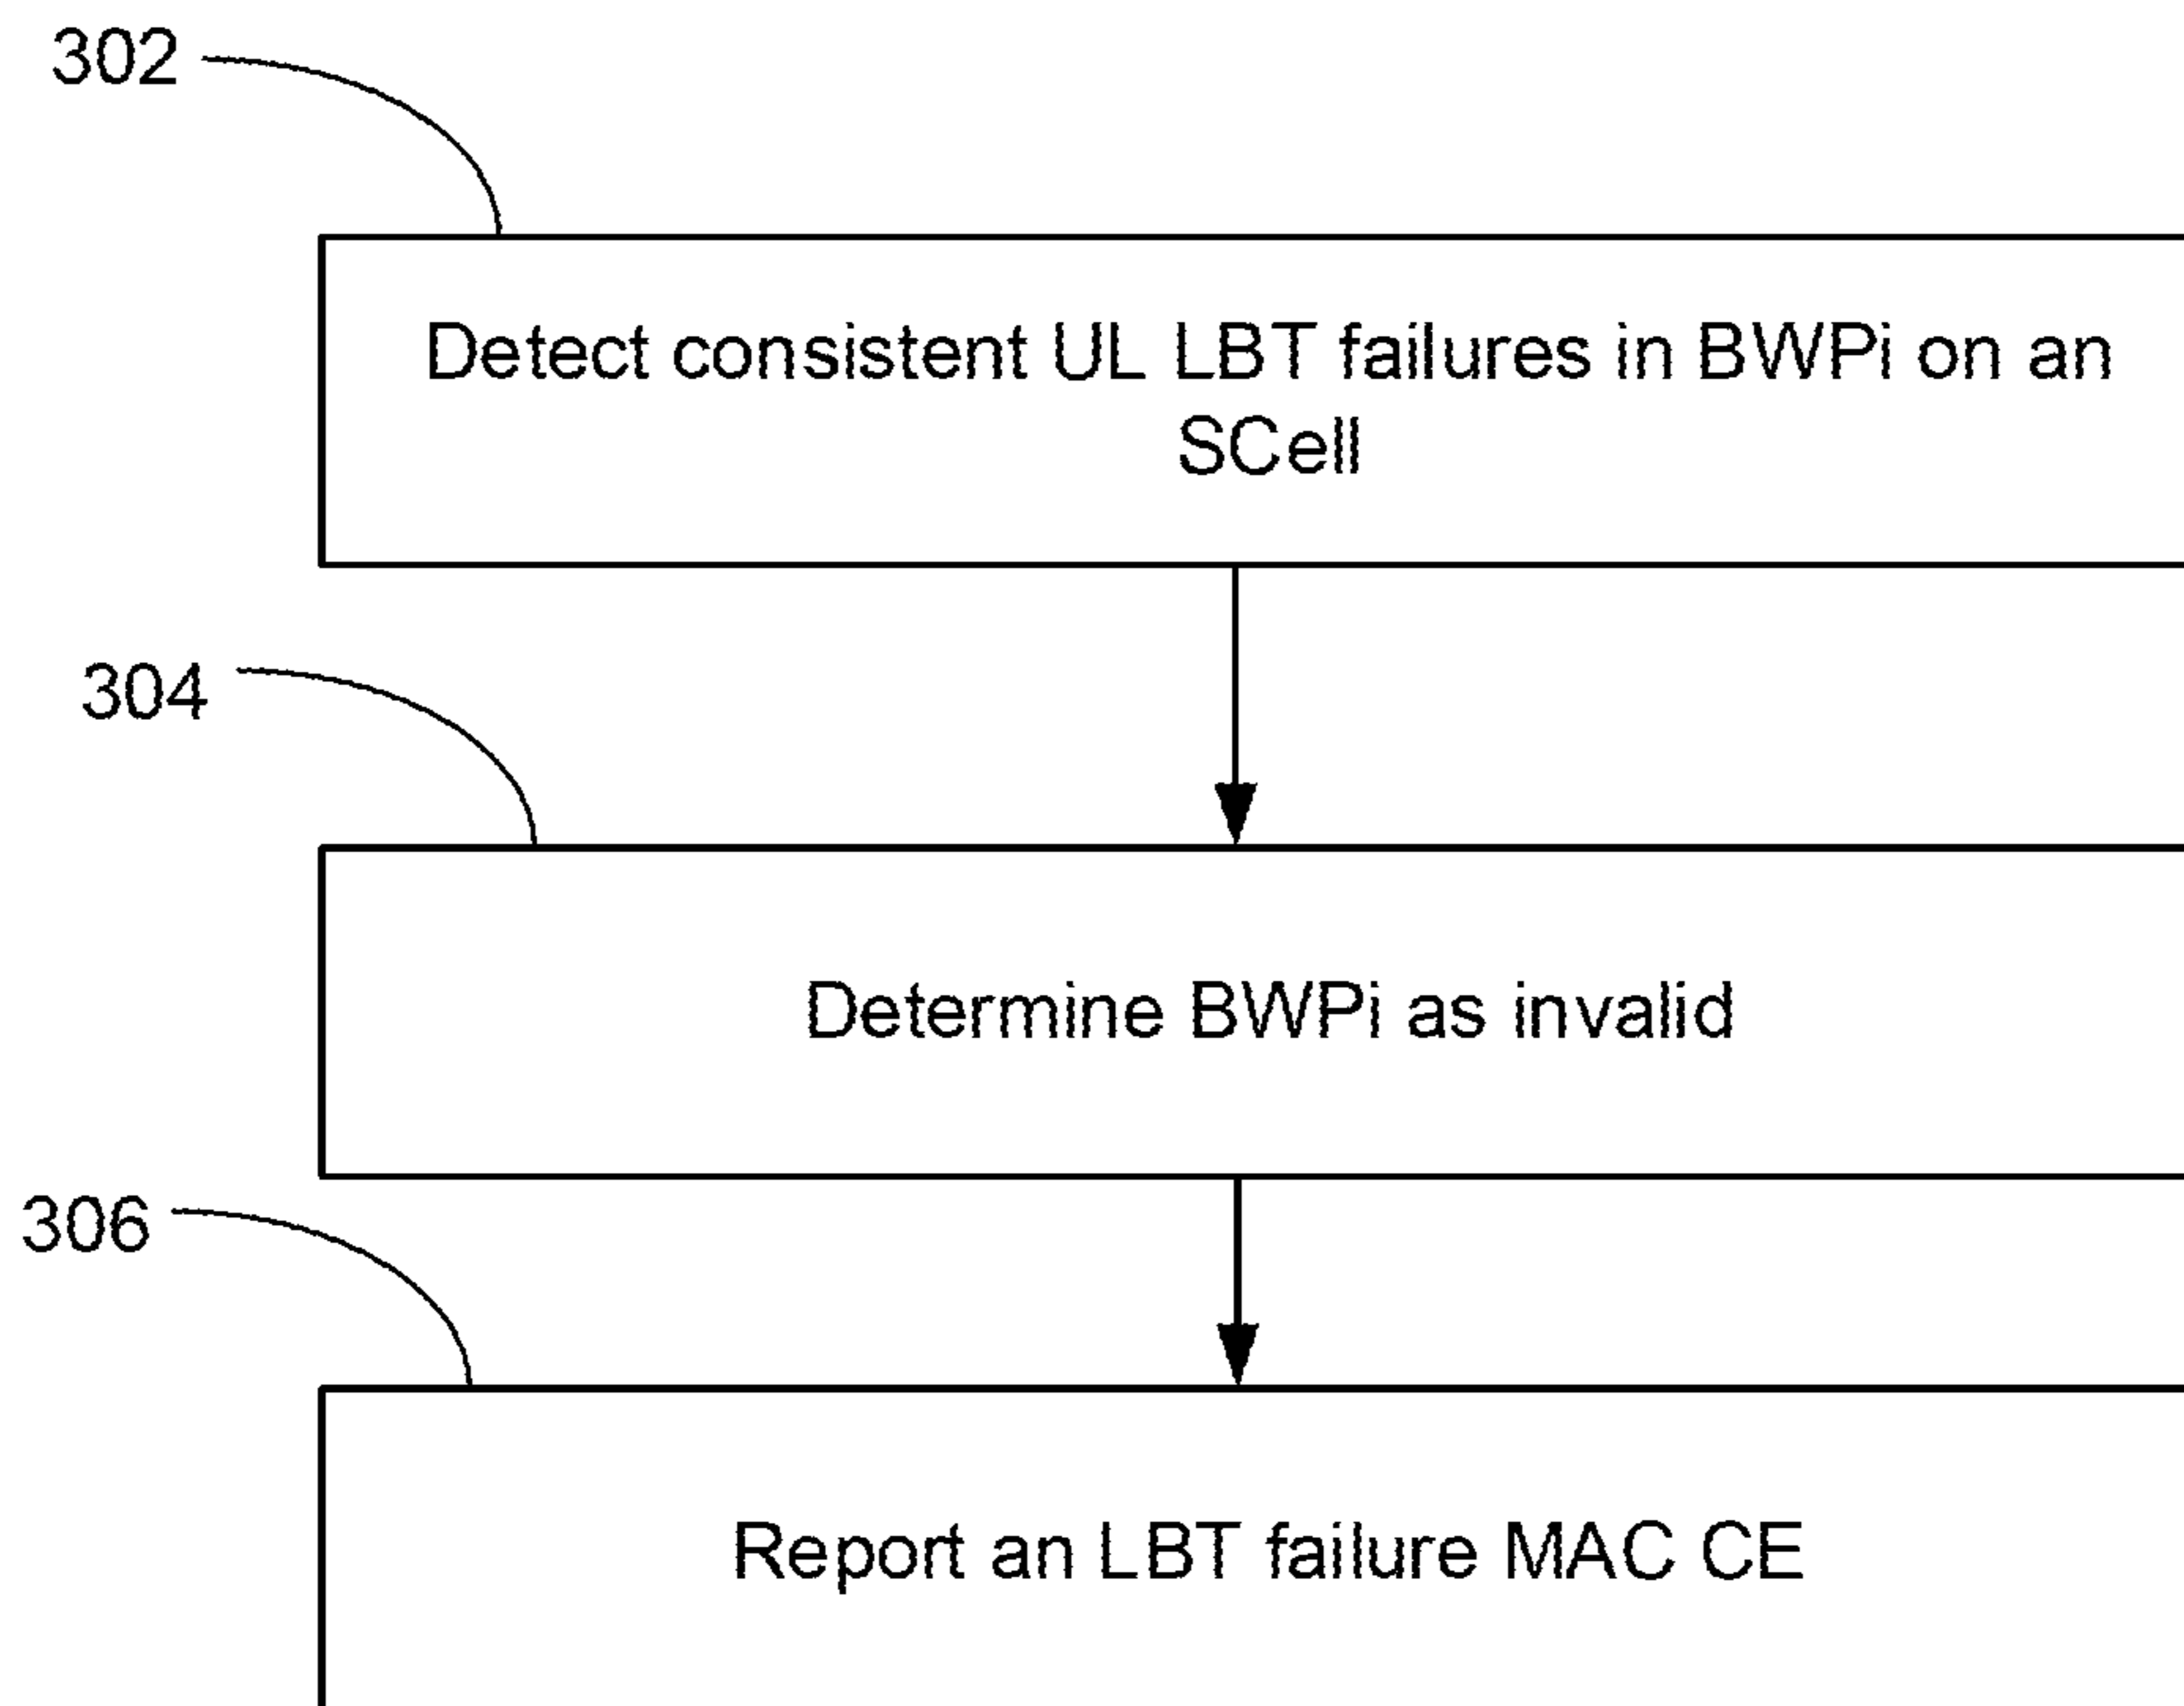 302
Detect consistent UL LBT failures in BWPi on an
SCell
304
Determine BWPi as invalid
306
Report an LBT failure MAC CE